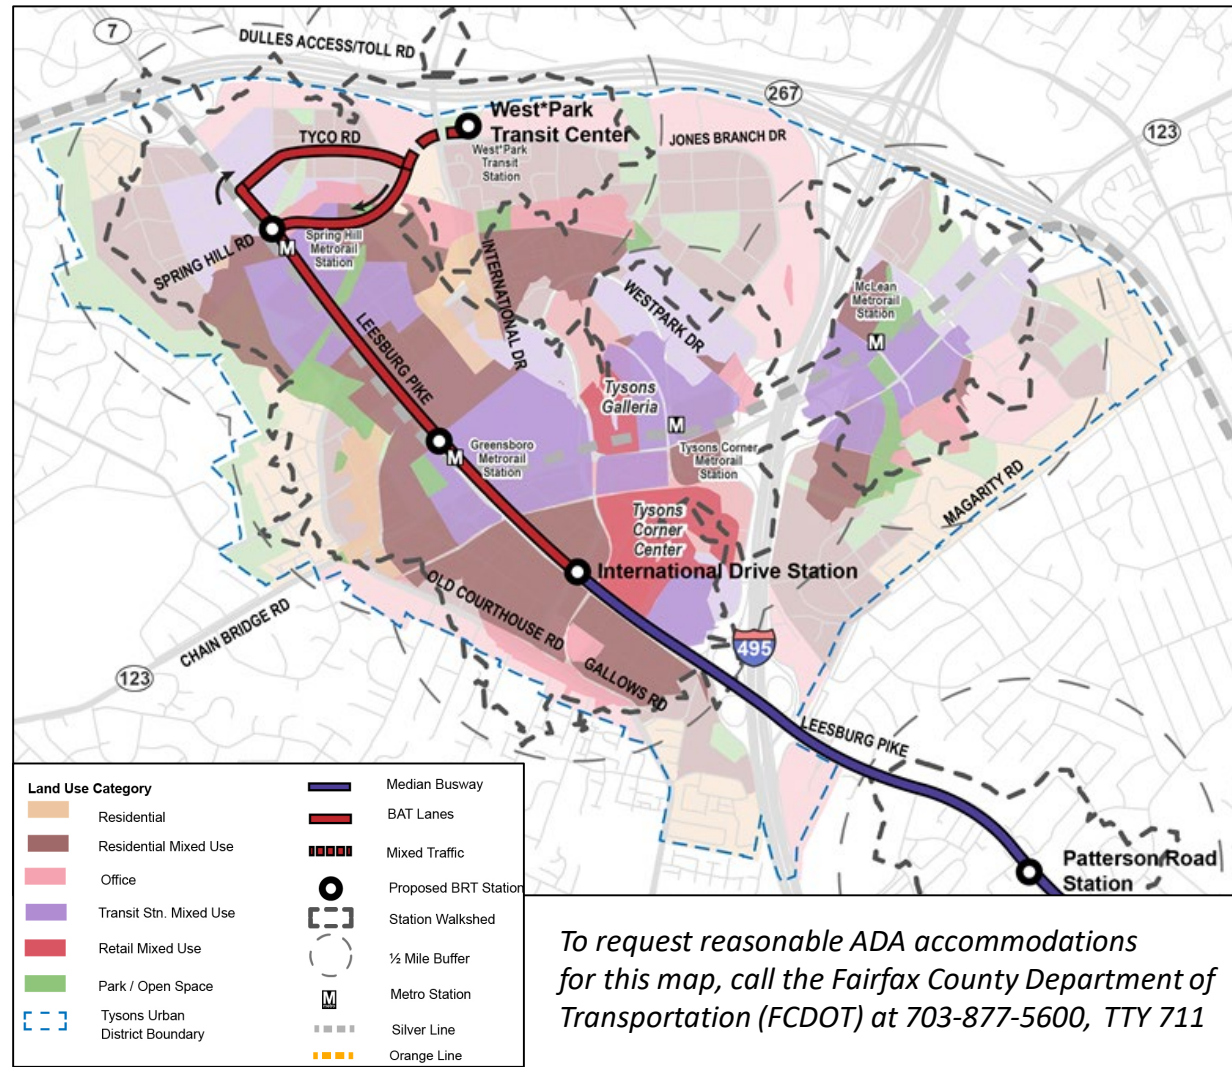 7
DULLES ACCESS/TOLL RD
267
123
West*Park
Transit Center
West*Park
Transit
Station
TYCO RD
JONES BRANCH DR
SPRING HILL RD
M
Spring Hill
Metrorail
Station
INTERNATIONAL DR
WESTPARK DR
McLean
Metrorail
Station
M
LEESBURG PIKE
Tysons
Galleria
M
Tysons Corner
Metrorail
Station
Greensboro
Metrorail
Station
M
MAGARITY RD
Tysons
Corner
Center
International Drive Station
OLD COURTHOUSE RD
CHAIN BRIDGE RD
123
GALLOWS RD
495
LEESBURG PIKE
Patterson Road
Station
Land Use Category
Residential
Residential Mixed Use
Office
Transit Stn. Mixed Use
Retail Mixed Use
Park / Open Space
Tysons Urban
District Boundary
Median Busway
BAT Lanes
Mixed Traffic
Proposed BRT Station
Station Walkshed
½ Mile Buffer
M
Metro Station
Silver Line
Orange Line
To request reasonable ADA accommodations
for this map, call the Fairfax County Department of
Transportation (FCDOT) at 703-877-5600, TTY 711